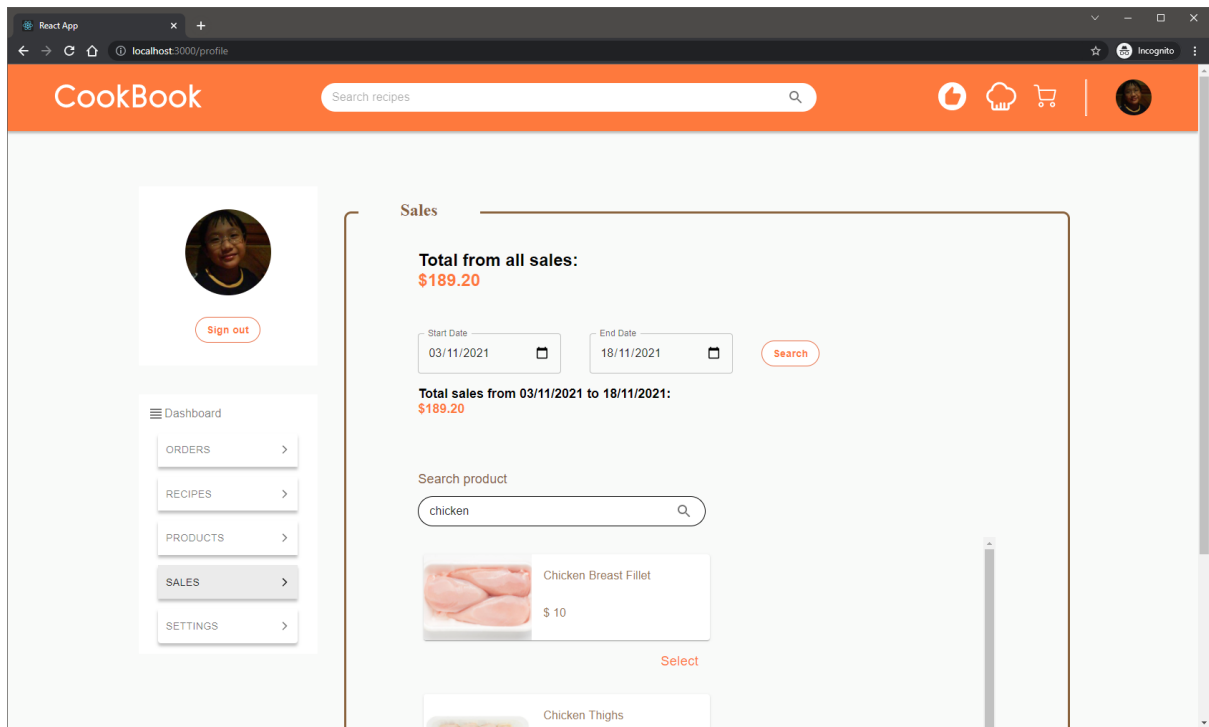 React App
localhost:3000/profile
Incognito
CookBook
Search recipes
Sign out
Dashboard
ORDERS
RECIPES
PRODUCTS
SALES
SETTINGS
Sales
Total from all sales:
$189.20
Start Date
03/11/2021
End Date
18/11/2021
Search
Total sales from 03/11/2021 to 18/11/2021:
$189.20
Search product
chicken
Chicken Breast Fillet
$ 10
Select
Chicken Thighs